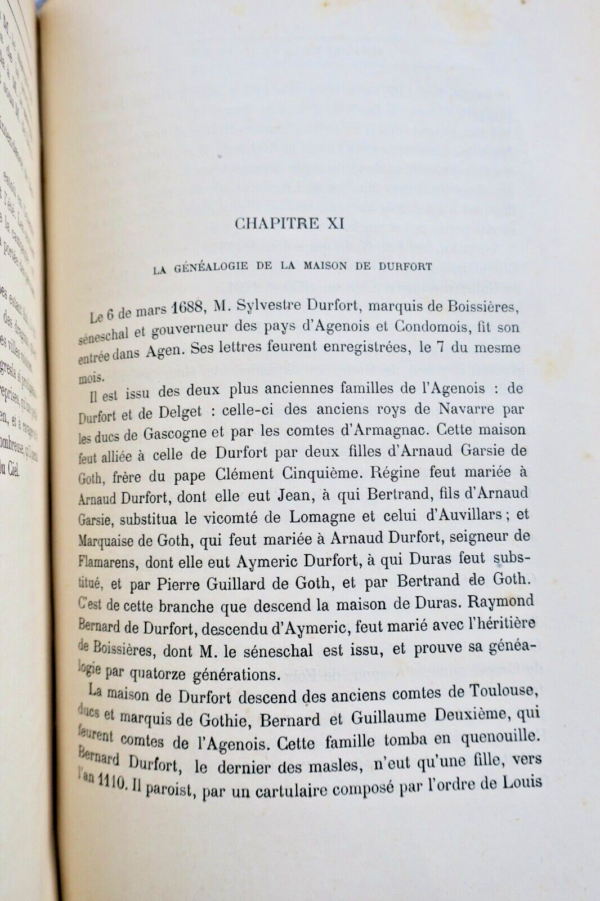 CHAPITRE XI
LA GÉNÉALOGIE DE LA MAISON DE DURFORT
Le 6 de mars 1688, M. Sylvestre Durfort, marquis de Boissières,
séneschal et gouverneur des pays d'Agenois et Condomois, fit son
entrée dans Agen. Ses lettres feurent enregistrées, le 7 du mesme
mois.
Il est issu des deux plus anciennes familles de l'Agenois : de
Durfort et de Delget : celle-ci des anciens roys de Navarre par
les ducs de Gascogne et par les comtes d'Armagnac. Cette maison
feut alliée à celle de Durfort par deux filles d'Arnaud Garsie de
Goth, frère du pape Clément Cinquième. Régine feut mariée à
Arnaud Durfort, dont elle eut Jean, à qui Bertrand, fils d'Arnaud
Garsie, substitua le vicomté de Lomagne et celui d'Auvillars ; et
Marquaise de Goth, qui feut mariée à Arnaud Durfort, seigneur de
Flamarens, dont elle eut Aymeric Durfort, à qui Duras feut subs-
titué, et par Pierre Guillard de Goth, et par Bertrand de Goth.
C'est de cette branche que descend la maison de Duras. Raymond
Bernard de Durfort, descendu d'Aymeric, feut marié avec l'héritière
de Boissières, dont M. le séneschal est issu, et prouve sa généa-
logie par quatorze générations.
La maison de Durfort descend des anciens comtes de Toulouse,
ducs et marquis de Gothie, Bernard et Guillaume Deuxième, qui
feurent comtes de l'Agenois. Cette famille tomba en quenouille.
Bernard Durfort, le dernier des masles, n'eut qu'une fille, vers
l'an 1110. Il paroist, par un cartulaire composé par l'ordre de Louis